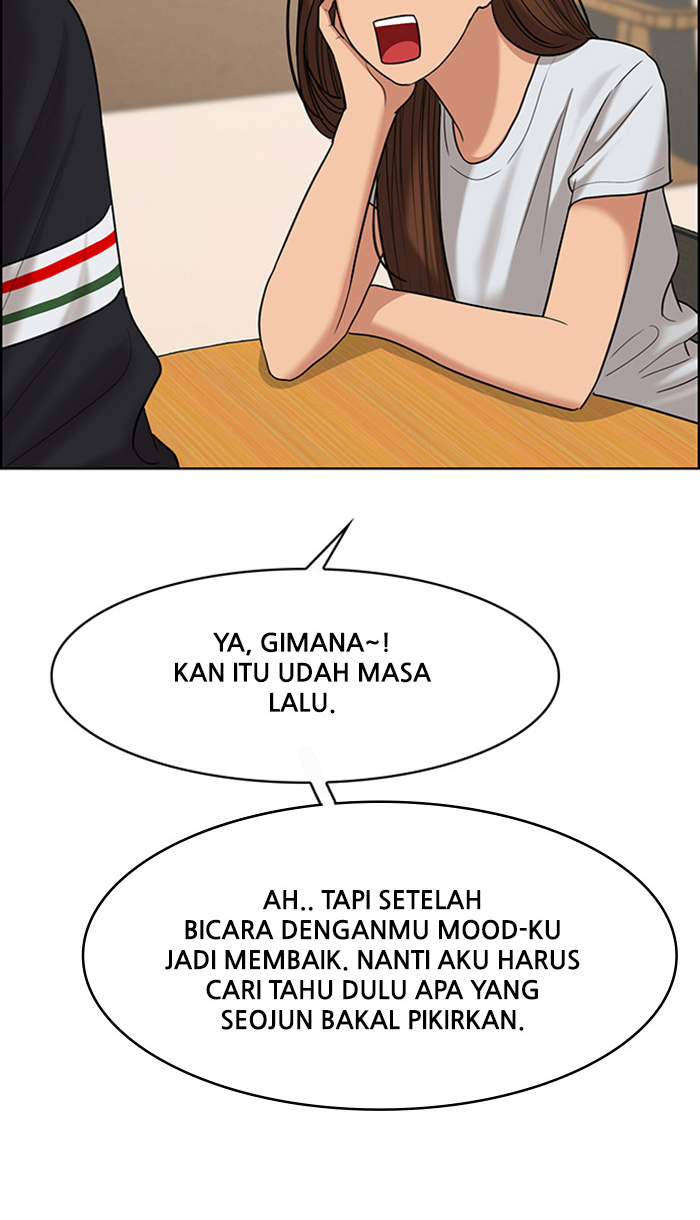 YA, GIMANA~!
KAN ITU UDAH MASA
LALU.
AH.. TAPI SETELAH
BICARA DENGANMU MOOD-KU
JADI MEMBAIK. NANTI AKU HARUS
CARI TAHU DULU APA YANG
SEOJUN BAKAL PIKIRKAN.